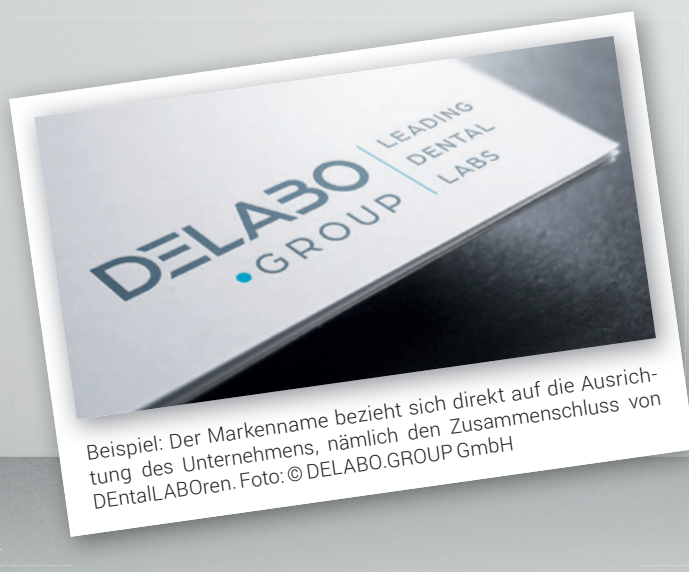 DELABO
.GROUP
LEADING
DENTAL
LABS
Beispiel: Der Markenname bezieht sich direkt auf die Ausrich-
tung des Unternehmens, nämlich den Zusammenschluss von
DEntalLABOren. Foto: © DELABO.GROUP GmbH